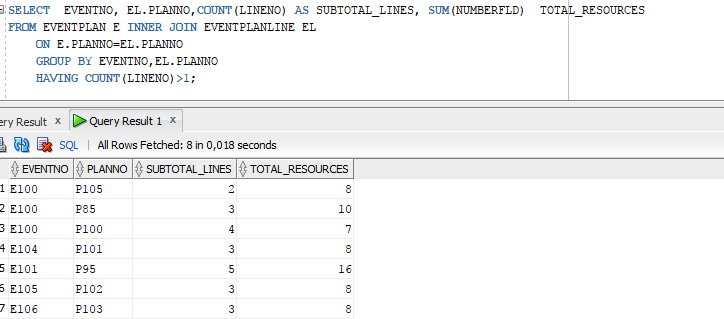 SELECT EVENTNO, EL.PLANNO,COUNT(LINENO) AS SUBTOTAL_LINES, SUM(NUMBERFLD) TOTAL_RESOURCES
FROM EVENTPLAN E INNER JOIN EVENTPLANLINE EL
ON E.PLANNO=EL.PLANNO
GROUP BY EVENTNO,EL.PLANNO
HAVING COUNT(LINENO)>1;
ery Result x Query Result 1 x
SQL | All Rows Fetched: 8 in 0,018 seconds
EVENTNO PLANNO SUBTOTAL_LINES TOTAL_RESOURCES
1 E100 P105 2 8
2 E100 P85 3 10
3 E100 P100 4 7
4 E104 P101 3 8
5 E101 P95 5 16
6 E105 P102 3 8
7 E106 P103 3 8